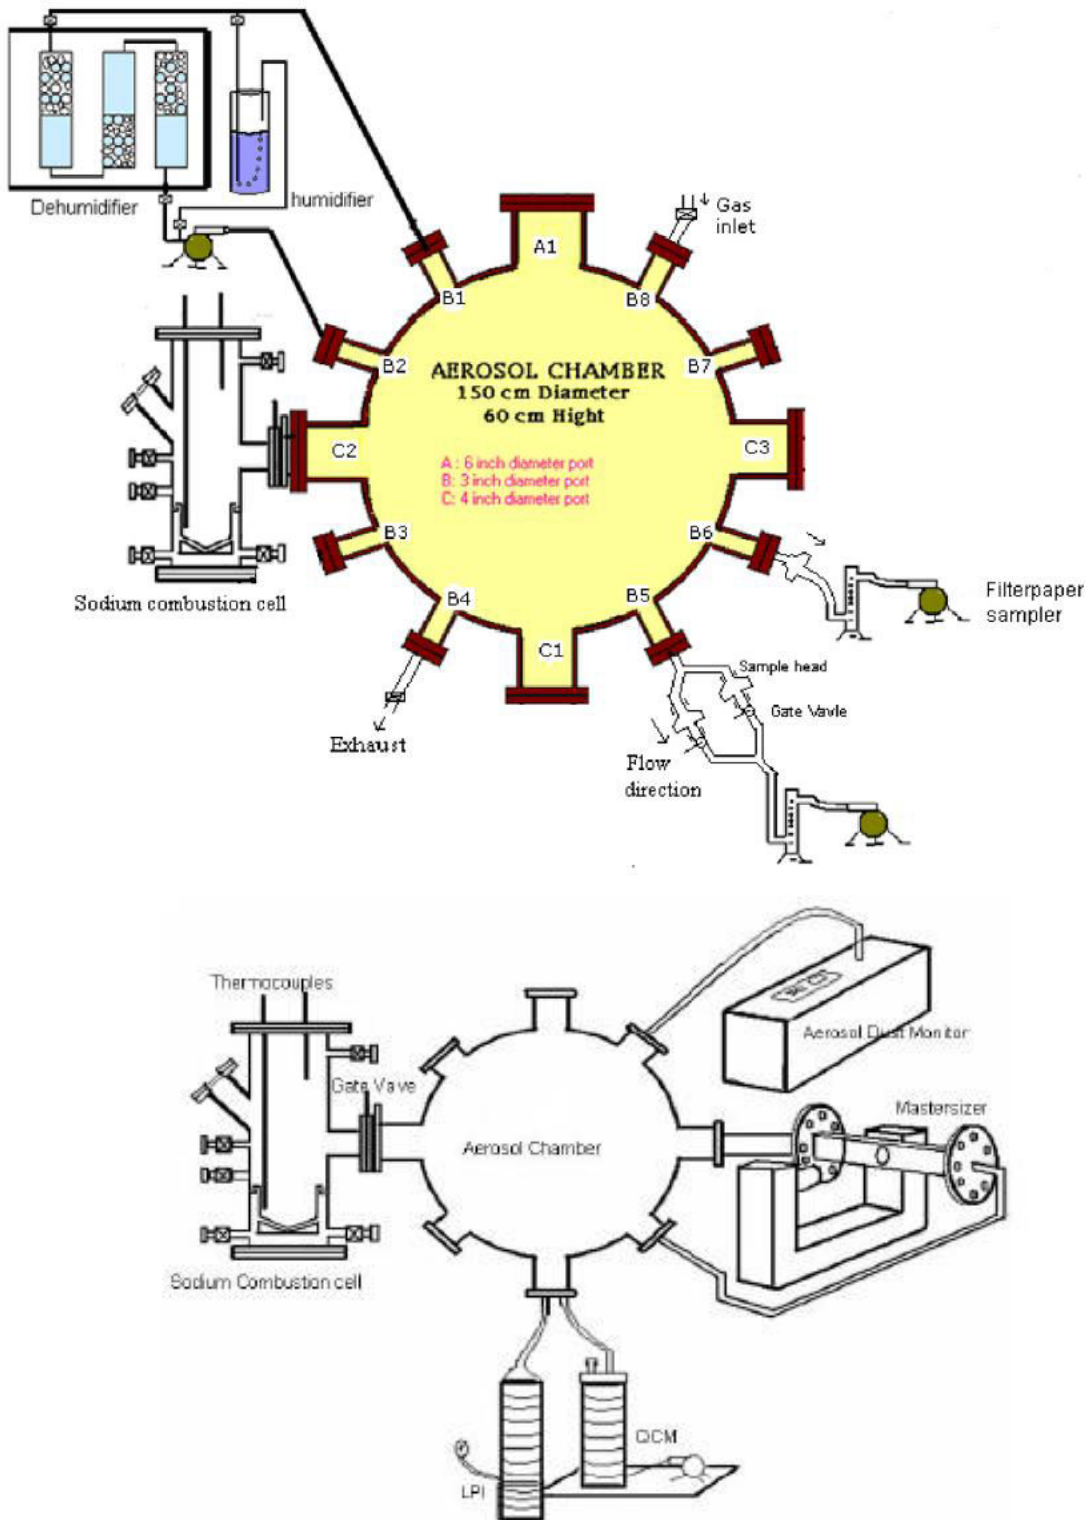 Dehumidifier
humidifier
Gas
inlet
A1
B1
B8
B2
B7
AEROSOL CHAMBER
150 cm Diameter
60 cm Hight
C2
C3
A : 6 inch diameter port
B: 3 inch diameter port
C: 4 inch diameter port
B3
B6
Sodium combustion cell
B4
B5
Filterpaper
sampler
C1
Sample head
Gate Vavle
Exhaust
Flow
direction
Thermocouples
Aerosol Dust Monitor
Gate Vave
Mastersizer
Aerosol Chamber
Sodium Combustion cell
QCM
LPI